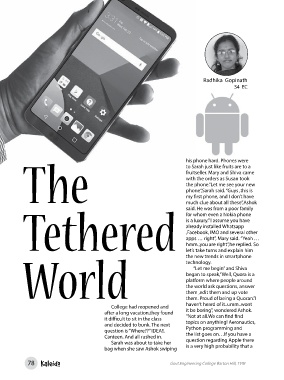 Radhika Gopinath
S4 EC
The
Tethered
World
College had reopened and
after a long vacation,they found
it difficult to sit in the class
and decided to bunk. The next
question is "Where?" "IDEAS
Canteen. And all rushed in.
Sarah was about to take her
bag when she saw Ashok swiping
his phone hard. Phones were
to Sarah just like fruits are to a
fruitseller. Mary and Shiva came
with the orders as Susan took
the phone "Let me see your new
phone",Sarah said. "Guys ,this is
my first phone, and I don't have
much clue about all these",Ashok
said. He was from a poor family
for whom even a Nokia phone
is a luxury."I assume you have
already installed Whatsapp
,Facebook, IMO and several other
apps .... right", Mary said. "Hmm ....
hmm, you are right",he replied. So
let's take turns and explain him
the new trends in smartphone
technology.
"Let me begin" and Shiva
began to speak,"Well, Quora is a
platform where people around
the world ask questions, answer
them ,edit them and up vote
them. Proud of being a Quoran."I
haven't heard of it..umm..wont
it be boring", wondered Ashok.
"Not at all.We can find find
topics on anything! Aeronautics,
Python programming and
the list goes on....If you have a
question regarding Apple there
is a very high probability that a
78 Kaleido
Govt Engineering College Barton Hill, TVM